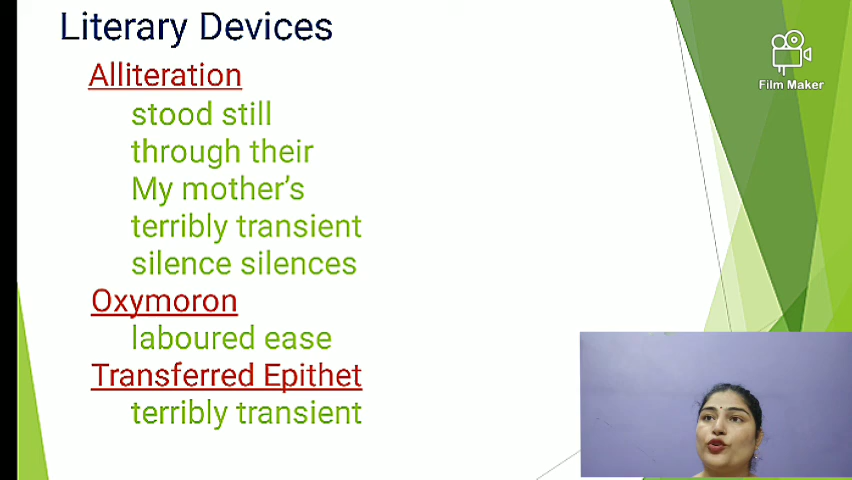 Literary Devices
Alliteration
stood still
through their
My mother's
terribly transient
silence silences
Oxymoron
laboured ease
Transferred Epithet
terribly transient
Film Maker